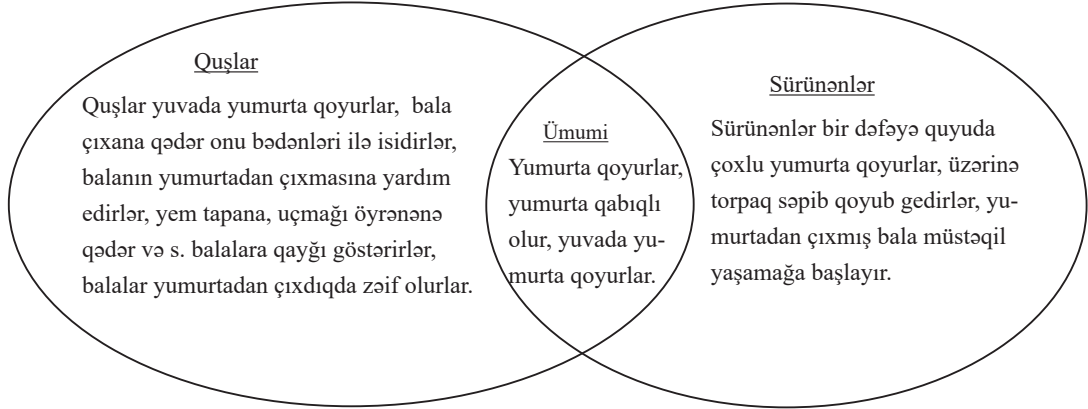 Quşlar
Quşlar yuvada yumurta qoyurlar, bala
çıxana qədər onu bədənləri ilə isidirlər,
balanın yumurtadan çıxmasına yardım
edirlər, yem tapana, uçmağı öyrənənə
qədər və s. balalara qayğı göstərirlər,
balalar yumurtadan çıxdıqda zəif olurlar.
Ümumi
Yumurta qoyurlar,
yumurta qabıqlı
olur, yuvada yu-
murta qoyurlar.
Sürünənlər
Sürünənlər bir dəfəyə quyuda
çoxlu yumurta qoyurlar, üzərinə
torpaq səpib qoyub gedirlər, yu-
murtadan çıxmış bala müstəqil
yaşamağa başlayır.